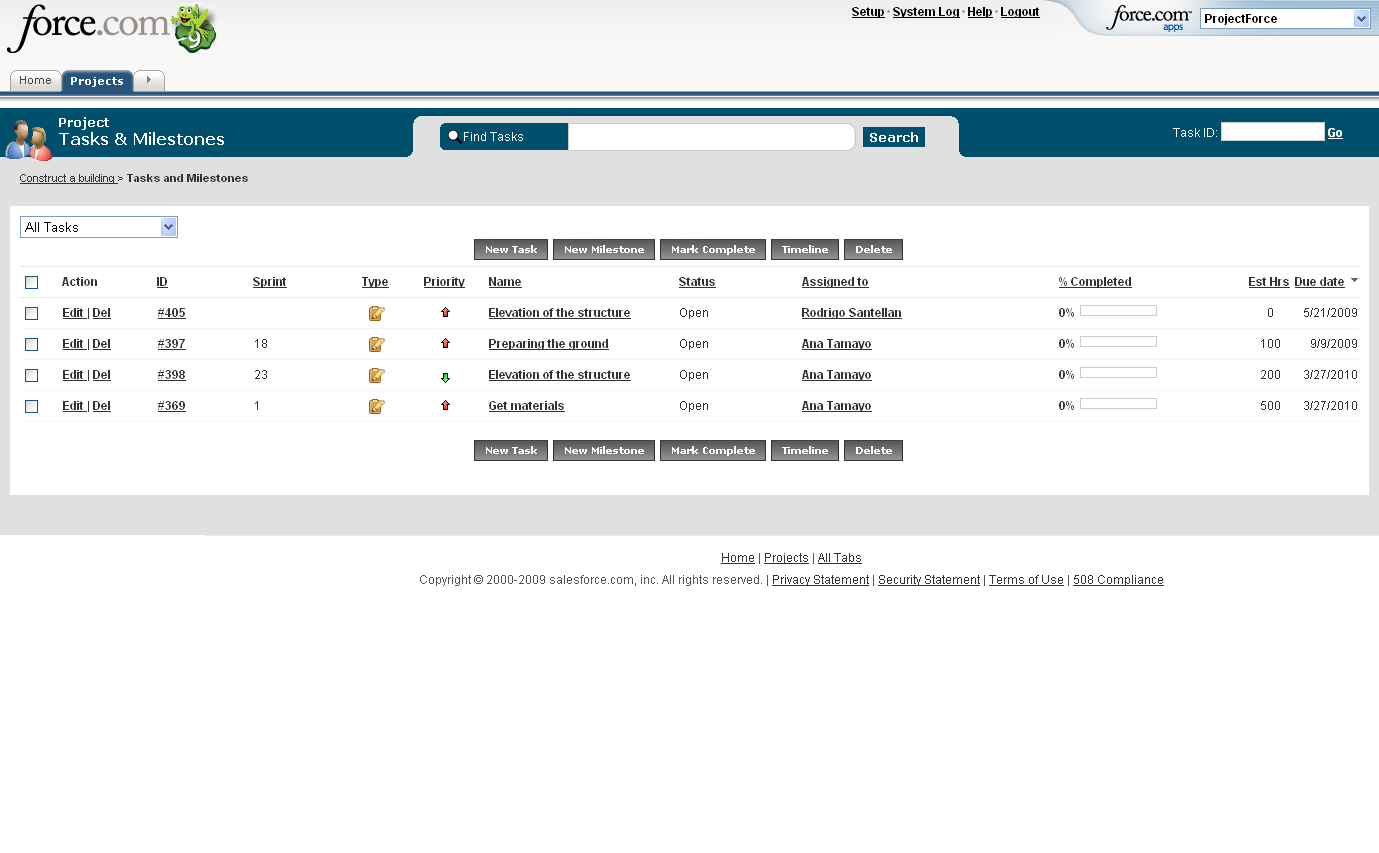 force.com 9
Setup · System Log · Help · Logout
force.com apps
ProjectForce
Home Projects
Project
Tasks & Milestones
Find Tasks Search
Task ID: Go
Construct a building > Tasks and Milestones
All Tasks
New Task New Milestone Mark Complete Timeline Delete
Action ID Sprint Type Priority Name Status Assigned to % Completed Est Hrs Due date
Edit | Del #405 Elevation of the structure Open Rodrigo Santellan 0% 0 5/21/2009
Edit | Del #397 18 Preparing the ground Open Ana Tamayo 0% 100 9/9/2009
Edit | Del #398 23 Elevation of the structure Open Ana Tamayo 0% 200 3/27/2010
Edit | Del #369 1 Get materials Open Ana Tamayo 0% 500 3/27/2010
New Task New Milestone Mark Complete Timeline Delete
Home | Projects | All Tabs
Copyright © 2000-2009 salesforce.com, inc. All rights reserved. | Privacy Statement | Security Statement | Terms of Use | 508 Compliance